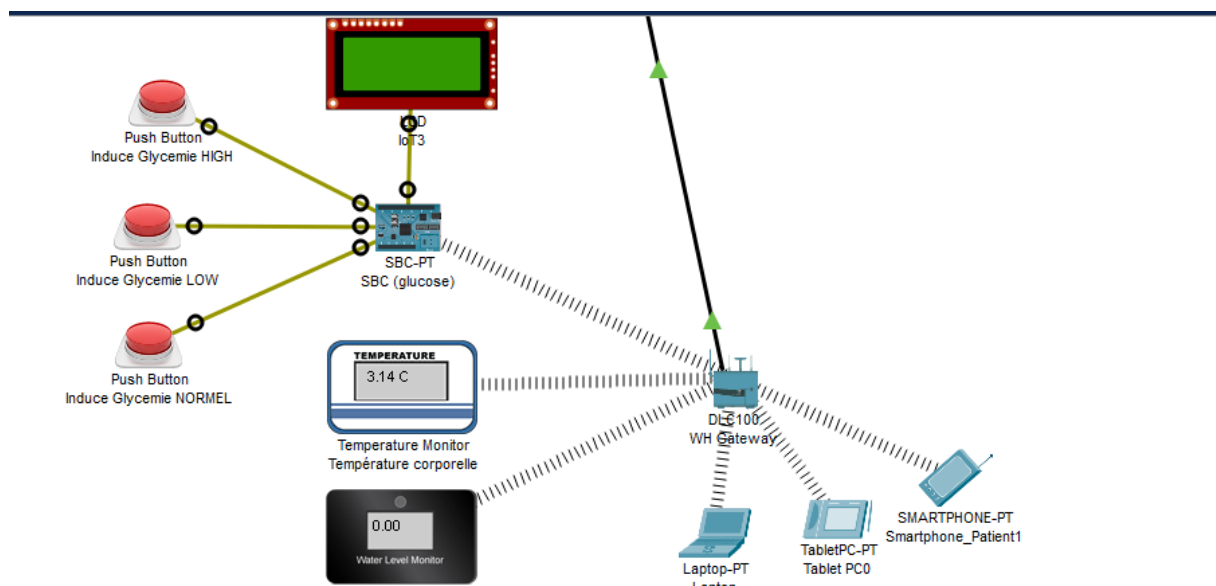 LCD
IoT3
Push Button
Induce Glycemie HIGH
Push Button
Induce Glycemie LOW
SBC-PT
SBC (glucose)
Push Button
Induce Glycemie NORMEL
TEMPERATURE
3.14 C
Temperature Monitor
Température corporelle
DLC100
WH Gateway
0.00
Water Level Monitor
SMARTPHONE-PT
Smartphone_Patient1
TabletPC-PT
Tablet PC0
Laptop-PT
Laptop